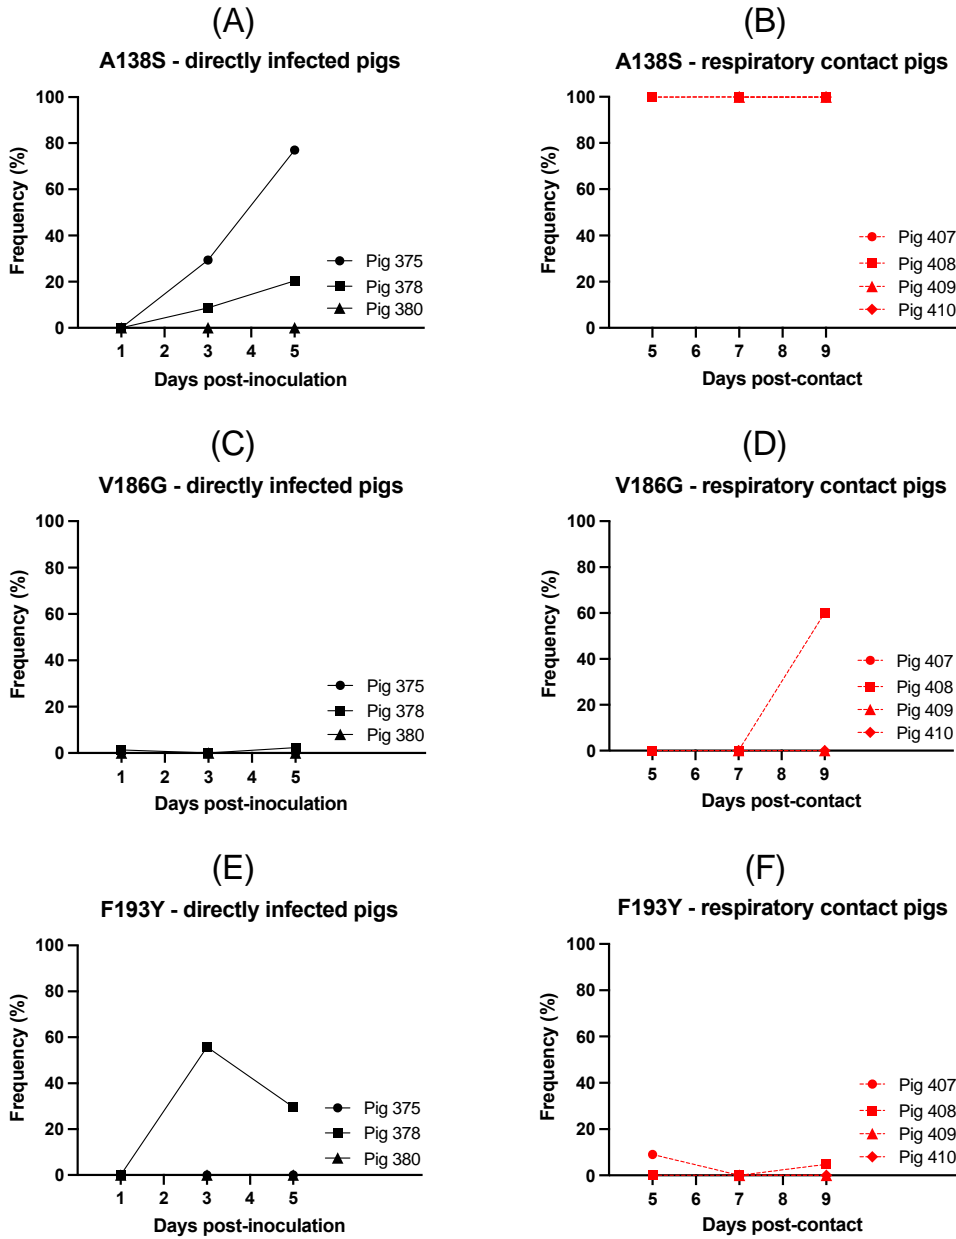 (A)
A138S - directly infected pigs
100
80
60
40
20
0
Frequency (%)
1 2 3 4 5
Days post-inoculation
Pig 375
Pig 378
Pig 380
(B)
A138S - respiratory contact pigs
100
80
60
40
20
0
Frequency (%)
5 6 7 8 9
Days post-contact
Pig 407
Pig 408
Pig 409
Pig 410
(C)
V186G - directly infected pigs
100
80
60
40
20
0
Frequency (%)
1 2 3 4 5
Days post-inoculation
Pig 375
Pig 378
Pig 380
(D)
V186G - respiratory contact pigs
100
80
60
40
20
0
Frequency (%)
5 6 7 8 9
Days post-contact
Pig 407
Pig 408
Pig 409
Pig 410
(E)
F193Y - directly infected pigs
100
80
60
40
20
0
Frequency (%)
1 2 3 4 5
Days post-inoculation
Pig 375
Pig 378
Pig 380
(F)
F193Y - respiratory contact pigs
100
80
60
40
20
0
Frequency (%)
5 6 7 8 9
Days post-contact
Pig 407
Pig 408
Pig 409
Pig 410